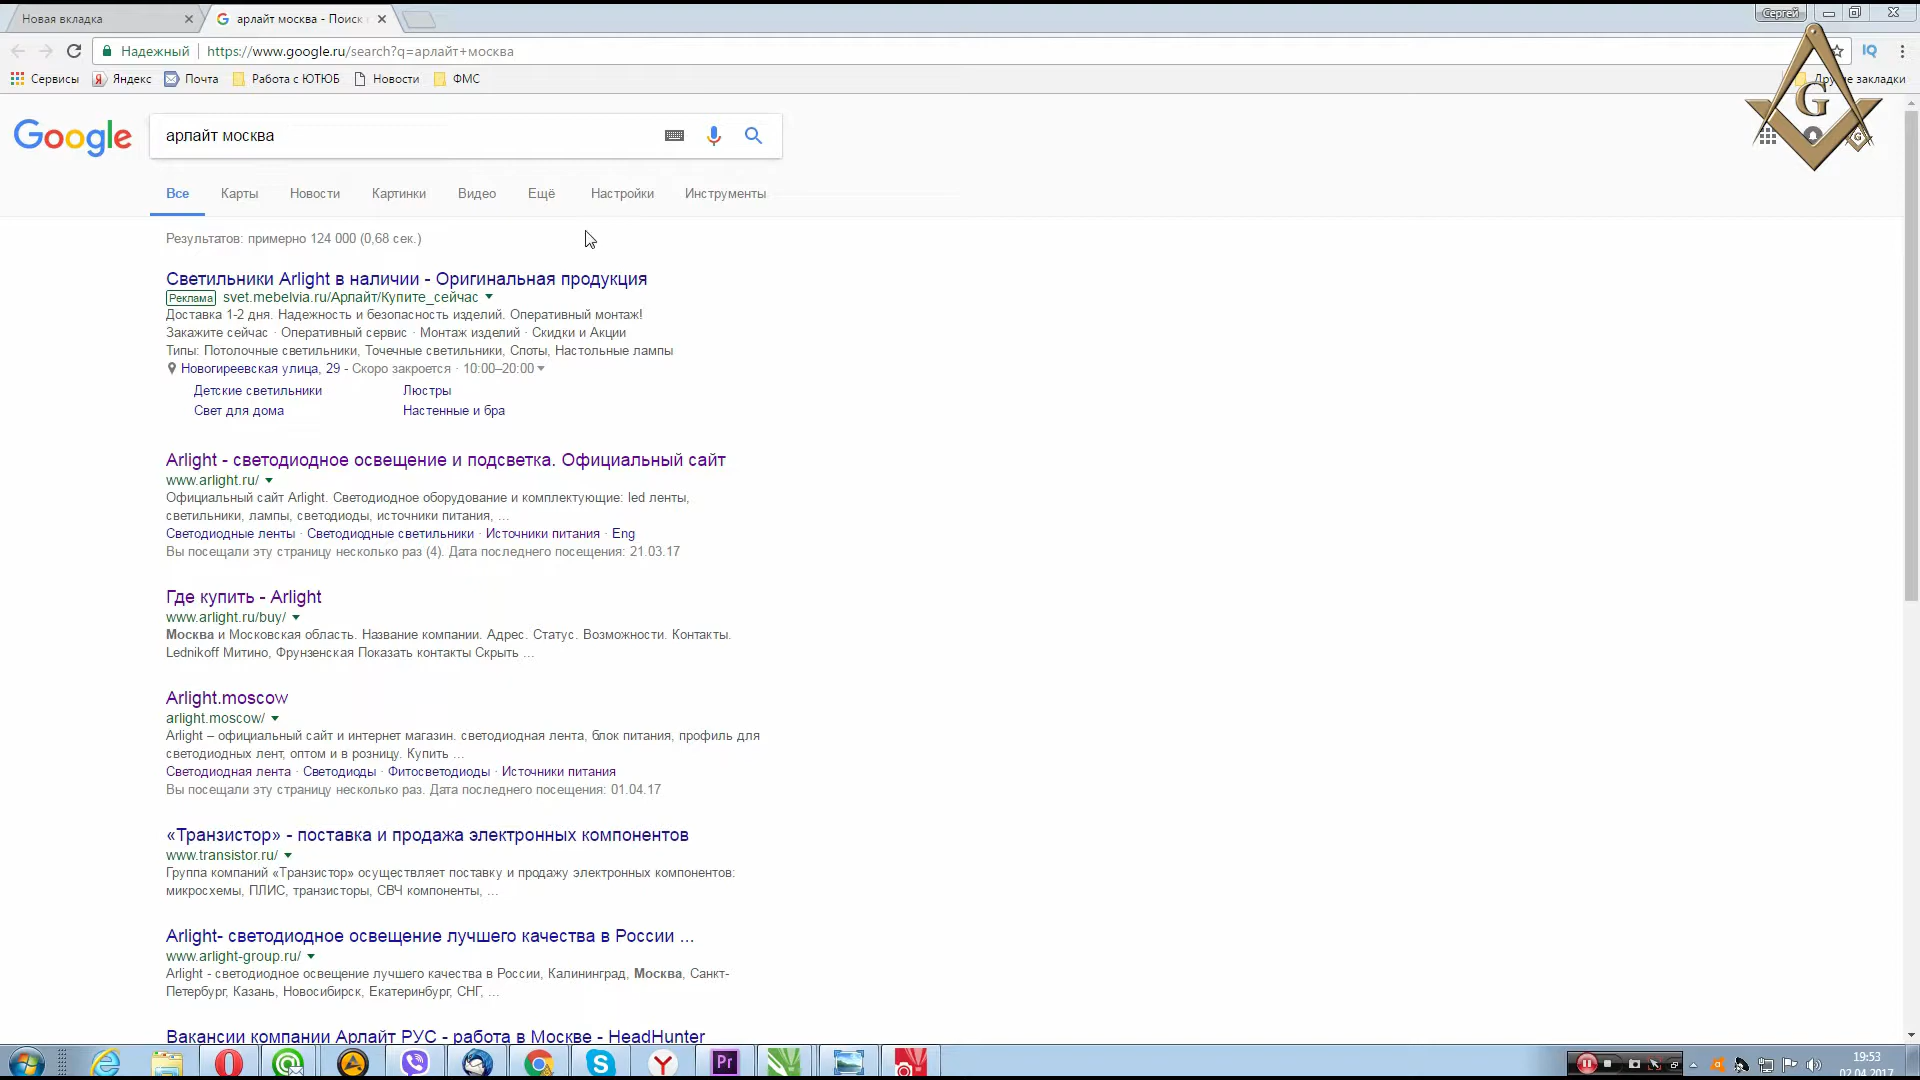 Новая вкладка
арлайт москва - Поиск
Сергей
Надежный
https://www.google.ru/search?q=арлайт+москва
IQ
Сервисы
Яндекс
Почта
Работа с ЮТЮБ
Новости
ФМС
Другие закладки
G
Google
арлайт москва
Все
Карты
Новости
Картинки
Видео
Ещё
Настройки
Инструменты
Результатов: примерно 124 000 (0,68 сек.)
Светильники Arlight в наличии - Оригинальная продукция
Реклама svet.mebelvia.ru/Арлайт/Купите_сейчас
Доставка 1-2 дня. Надежность и безопасность изделий. Оперативный монтаж!
Закажите сейчас · Оперативный сервис · Монтаж изделий · Скидки и Акции
Типы: Потолочные светильники, Точечные светильники, Споты, Настольные лампы
Новогиреевская улица, 29 - Скоро закроется · 10:00–20:00
Детские светильники
Люстры
Свет для дома
Настенные и бра
Arlight - светодиодное освещение и подсветка. Официальный сайт
www.arlight.ru/
Официальный сайт Arlight. Светодиодное оборудование и комплектующие: led ленты,
светильники, лампы, светодиоды, источники питания, ...
Светодиодные ленты · Светодиодные светильники · Источники питания · Eng
Вы посещали эту страницу несколько раз (4). Дата последнего посещения: 21.03.17
Где купить - Arlight
www.arlight.ru/buy/
Москва и Московская область. Название компании. Адрес. Статус. Возможности. Контакты.
Lednikoff Митино, Фрунзенская Показать контакты Скрыть ...
Arlight.moscow
arlight.moscow/
Arlight – официальный сайт и интернет магазин. светодиодная лента, блок питания, профиль для
светодиодных лент, оптом и в розницу. Купить ...
Светодиодная лента · Светодиоды · Фитосветодиоды · Источники питания
Вы посещали эту страницу несколько раз. Дата последнего посещения: 01.04.17
«Транзистор» - поставка и продажа электронных компонентов
www.transistor.ru/
Группа компаний «Транзистор» осуществляет поставку и продажу электронных компонентов:
микросхемы, ПЛИС, транзисторы, СВЧ компоненты, ...
Arlight- светодиодное освещение лучшего качества в России ...
www.arlight-group.ru/
Arlight - светодиодное освещение лучшего качества в России, Калининград, Москва, Санкт-
Петербург, Казань, Новосибирск, Екатеринбург, СНГ, ...
Вакансии компании Арлайт РУС - работа в Москве - HeadHunter
Pr
19:53
02.04.2017